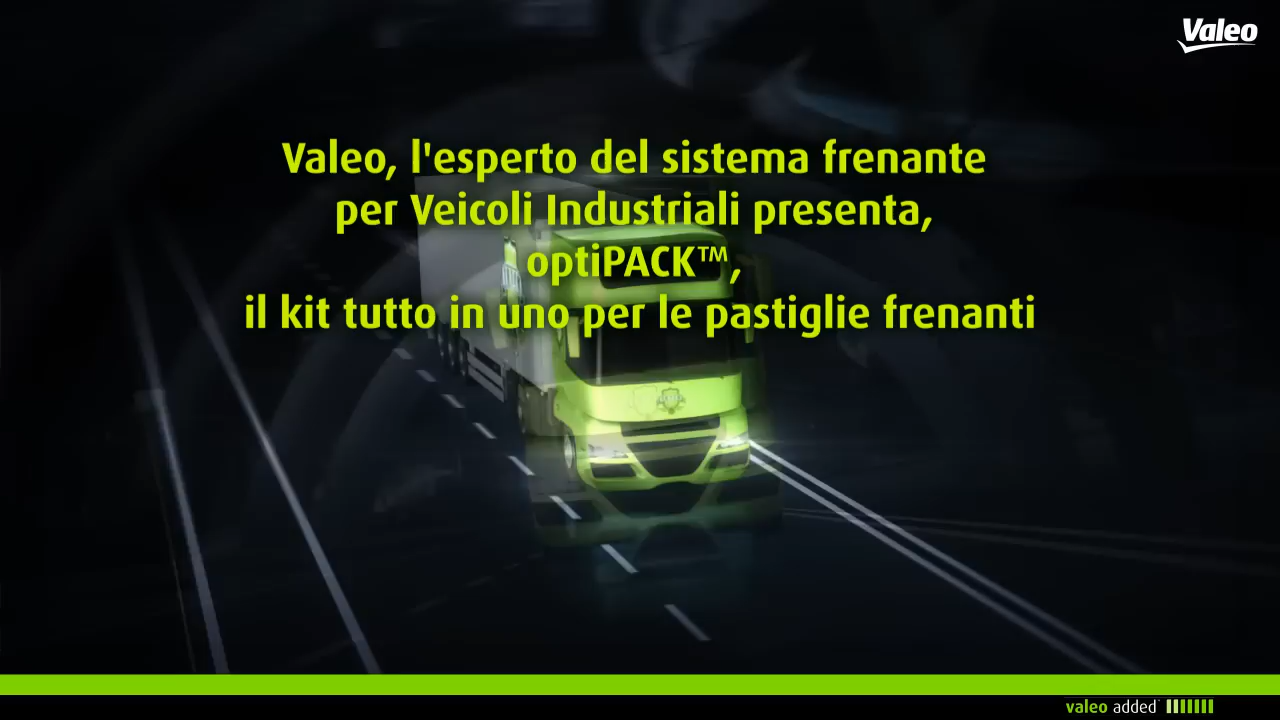 Valeo
Valeo, l'esperto del sistema frenante
per Veicoli Industriali presenta,
optiPACK™,
il kit tutto in uno per le pastiglie frenanti
valeo added